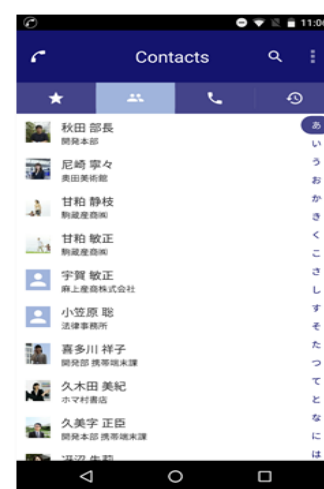 11:06
Contacts
秋田 部長
開発本部
尼崎 寧々
奥田美術館
甘粕 静枝
駒蔵産商㈱
甘粕 敏正
駒蔵産商㈱
宇賀 敏正
麻上産商株式会社
小笠原 聡
法律事務所
喜多川 祥子
開発部 携帯端末課
久木田 美紀
ホマレ書店
久美字 正臣
開発本部 携帯端末課
あ
い
う
お
か
き
く
こ
さ
し
す
そ
た
つ
て
と
な
に
は